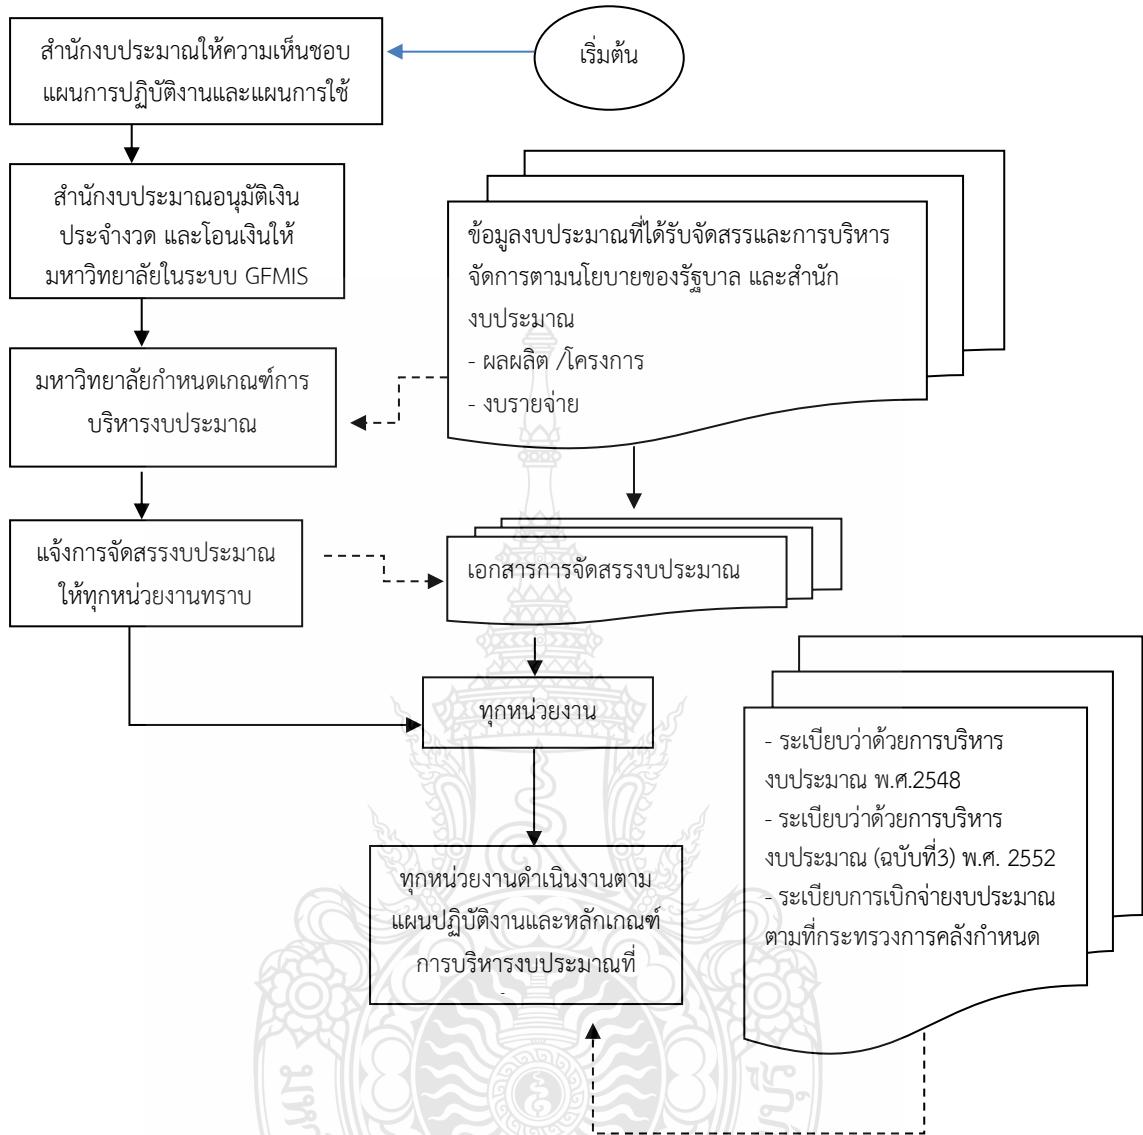 เริ่มต้น
สำนักงบประมาณให้ความเห็นชอบ
แผนการปฏิบัติงานและแผนการใช้
สำนักงบประมาณอนุมัติเงิน
ประจำงวด และโอนเงินให้
มหาวิทยาลัยในระบบ GFMIS
ข้อมูลงบประมาณที่ได้รับจัดสรรและการบริหาร
จัดการตามนโยบายของรัฐบาล และสำนัก
งบประมาณ
- ผลผลิต /โครงการ
- งบรายจ่าย
มหาวิทยาลัยกำหนดเกณฑ์การ
บริหารงบประมาณ
แจ้งการจัดสรรงบประมาณ
ให้ทุกหน่วยงานทราบ
เอกสารการจัดสรรงบประมาณ
ทุกหน่วยงาน
- ระเบียบว่าด้วยการบริหาร
งบประมาณ พ.ศ.2548
- ระเบียบว่าด้วยการบริหาร
งบประมาณ (ฉบับที่3) พ.ศ. 2552
- ระเบียบการเบิกจ่ายงบประมาณ
ตามที่กระทรวงการคลังกำหนด
ทุกหน่วยงานดำเนินงานตาม
แผนปฏิบัติงานและหลักเกณฑ์
การบริหารงบประมาณที่